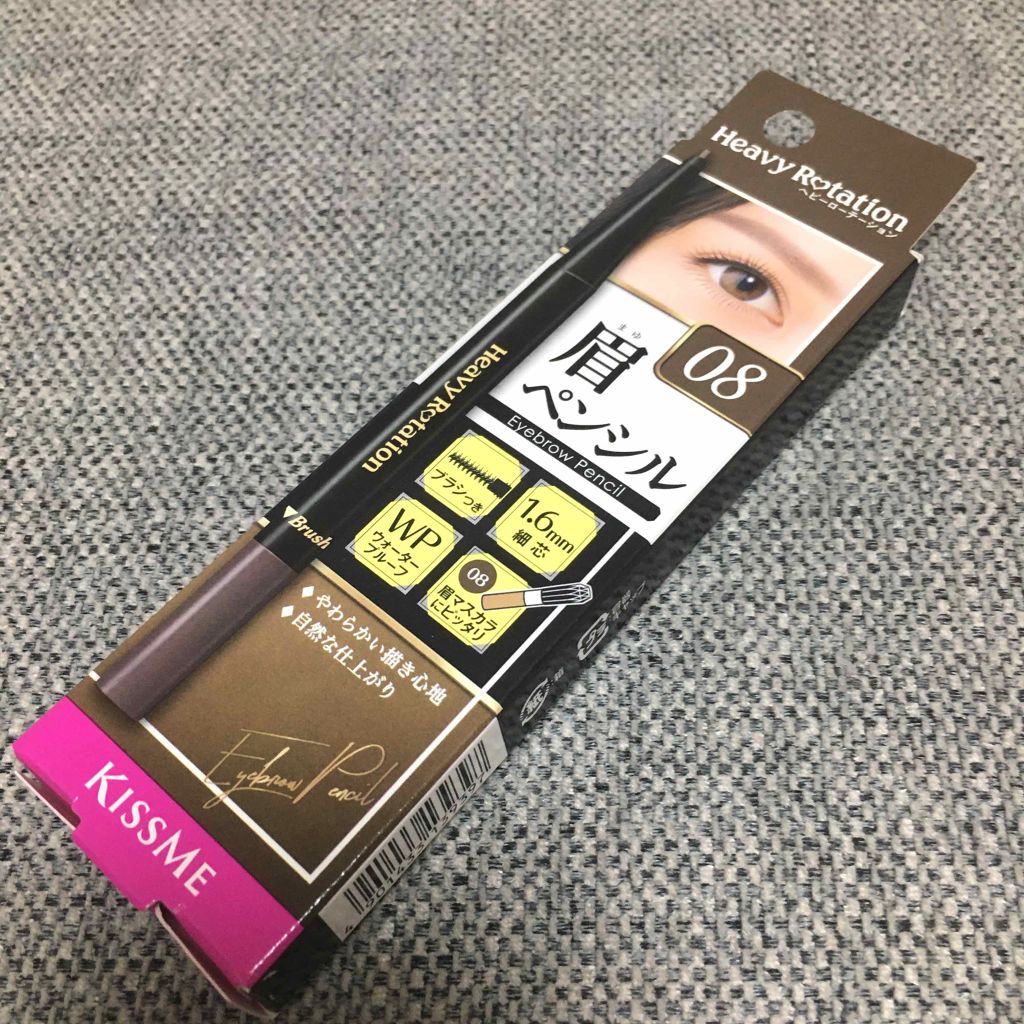 Heavy Rotation
ヘビーローテーション
08
まゆ
眉
ペンシル
Eyebrow Pencil
Heavy Rotation
ブラシつき
1.6mm
細芯
WP
ウォーター
プルーフ
08
眉マスカラ
にピッタリ
Brush
◆やわらかい描き心地
◆自然な仕上がり
Eyebrow Pencil
KISSME